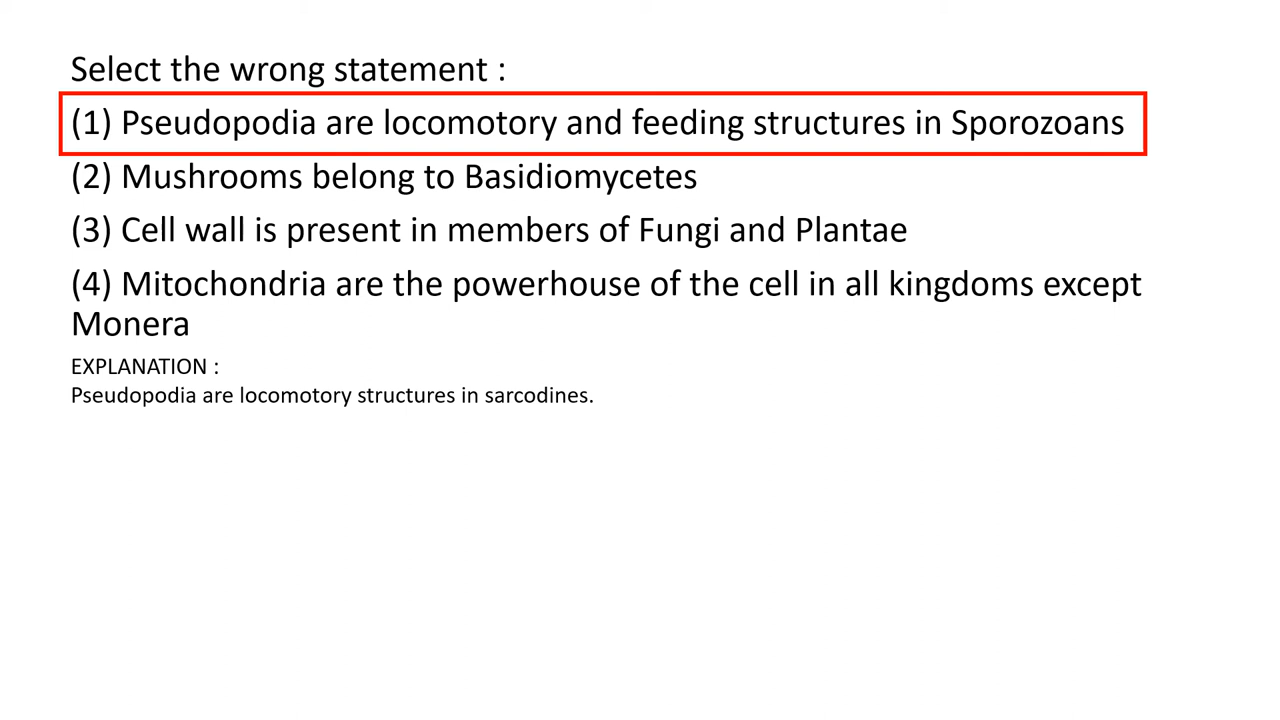 Select the wrong statement :
(1) Pseudopodia are locomotory and feeding structures in Sporozoans
(2) Mushrooms belong to Basidiomycetes
(3) Cell wall is present in members of Fungi and Plantae
(4) Mitochondria are the powerhouse of the cell in all kingdoms except
Monera
EXPLANATION :
Pseudopodia are locomotory structures in sarcodines.